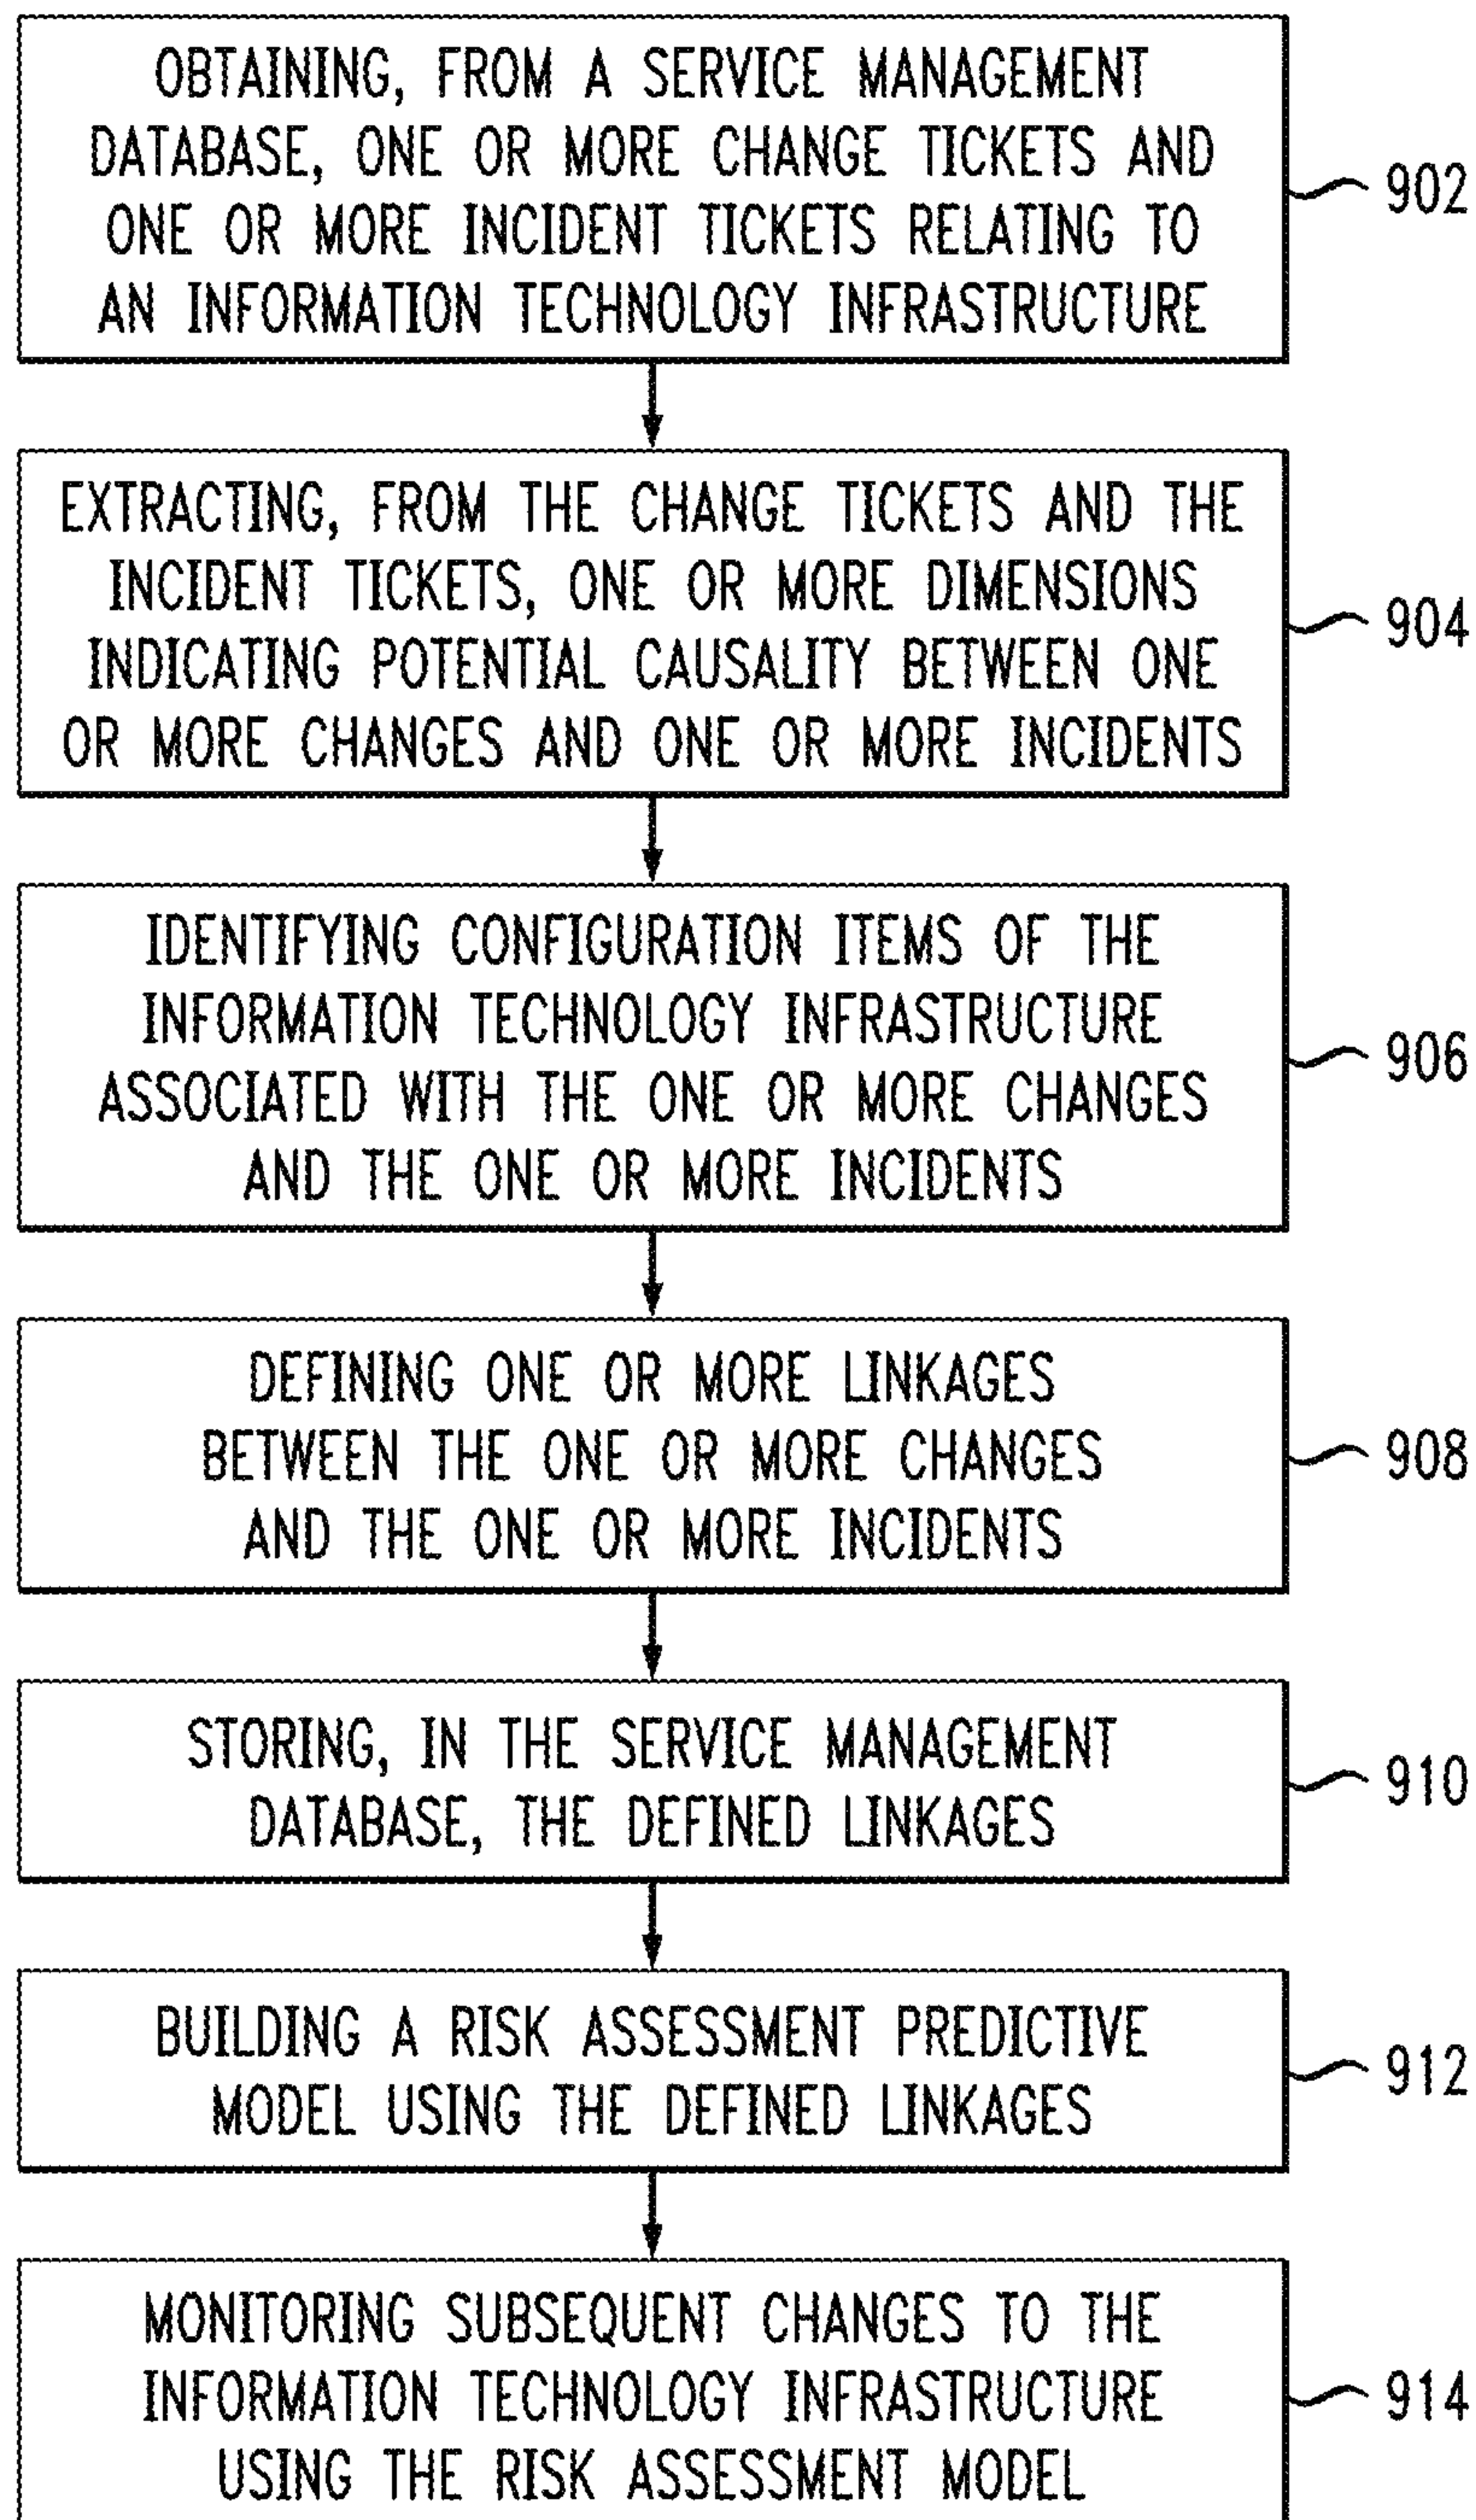 OBTAINING, FROM A SERVICE MANAGEMENT
DATABASE, ONE OR MORE CHANGE TICKETS AND
ONE OR MORE INCIDENT TICKETS RELATING TO
AN INFORMATION TECHNOLOGY INFRASTRUCTURE
902
EXTRACTING, FROM THE CHANGE TICKETS AND THE
INCIDENT TICKETS, ONE OR MORE DIMENSIONS
INDICATING POTENTIAL CAUSALITY BETWEEN ONE
OR MORE CHANGES AND ONE OR MORE INCIDENTS
904
IDENTIFYING CONFIGURATION ITEMS OF THE
INFORMATION TECHNOLOGY INFRASTRUCTURE
ASSOCIATED WITH THE ONE OR MORE CHANGES
AND THE ONE OR MORE INCIDENTS
906
DEFINING ONE OR MORE LINKAGES
BETWEEN THE ONE OR MORE CHANGES
AND THE ONE OR MORE INCIDENTS
908
STORING, IN THE SERVICE MANAGEMENT
DATABASE, THE DEFINED LINKAGES
910
BUILDING A RISK ASSESSMENT PREDICTIVE
MODEL USING THE DEFINED LINKAGES
912
MONITORING SUBSEQUENT CHANGES TO THE
INFORMATION TECHNOLOGY INFRASTRUCTURE
USING THE RISK ASSESSMENT MODEL
914